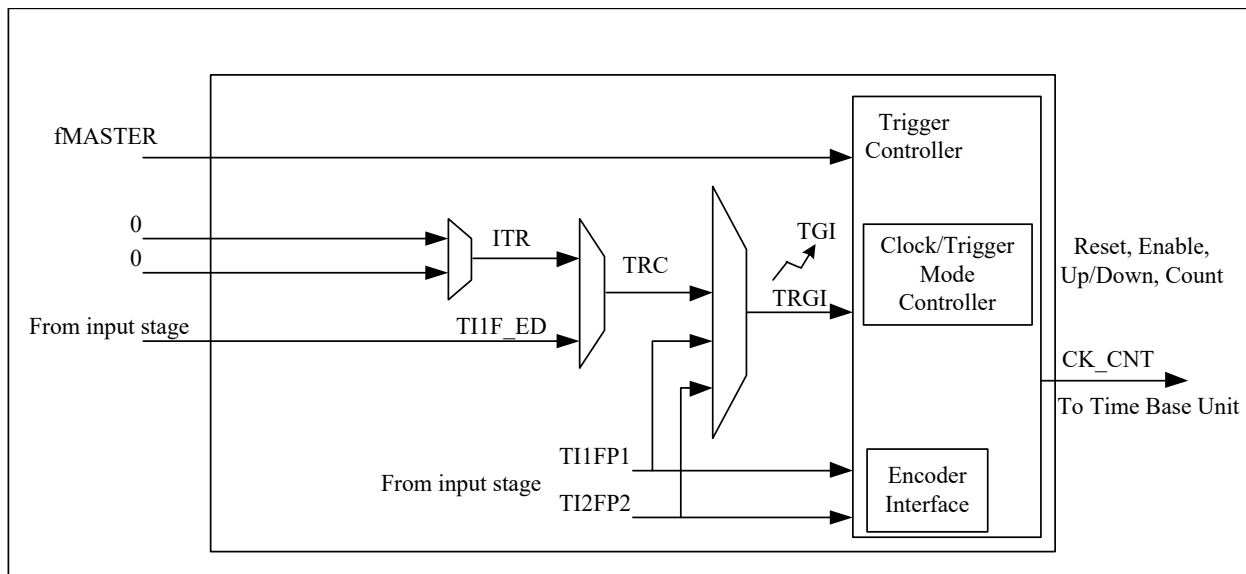 fMASTER
Trigger
Controller
0
0
ITR
TRC
TGI
TRGI
Clock/Trigger
Mode
Controller
Reset, Enable,
Up/Down, Count
From input stage
TI1F_ED
CK_CNT
To Time Base Unit
TI1FP1
From input stage
TI2FP2
Encoder
Interface